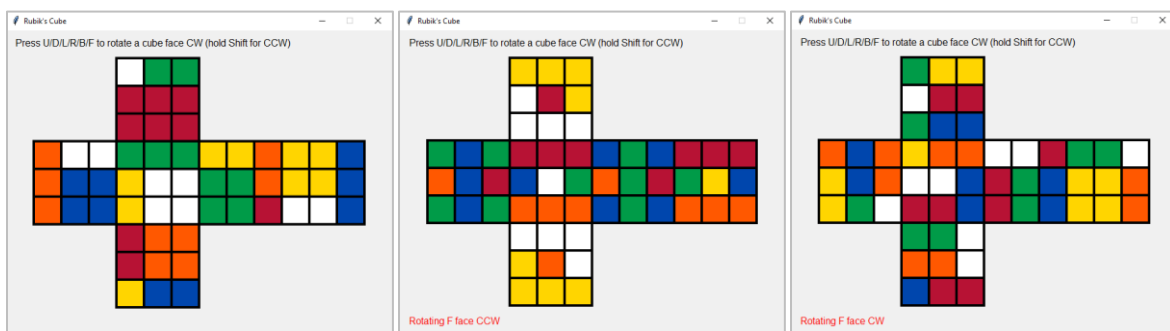 Rubik's Cube
Press U/D/L/R/B/F to rotate a cube face CW (hold Shift for CCW)
Rubik's Cube
Press U/D/L/R/B/F to rotate a cube face CW (hold Shift for CCW)
Rotating F face CCW
Rubik's Cube
Press U/D/L/R/B/F to rotate a cube face CW (hold Shift for CCW)
Rotating F face CW